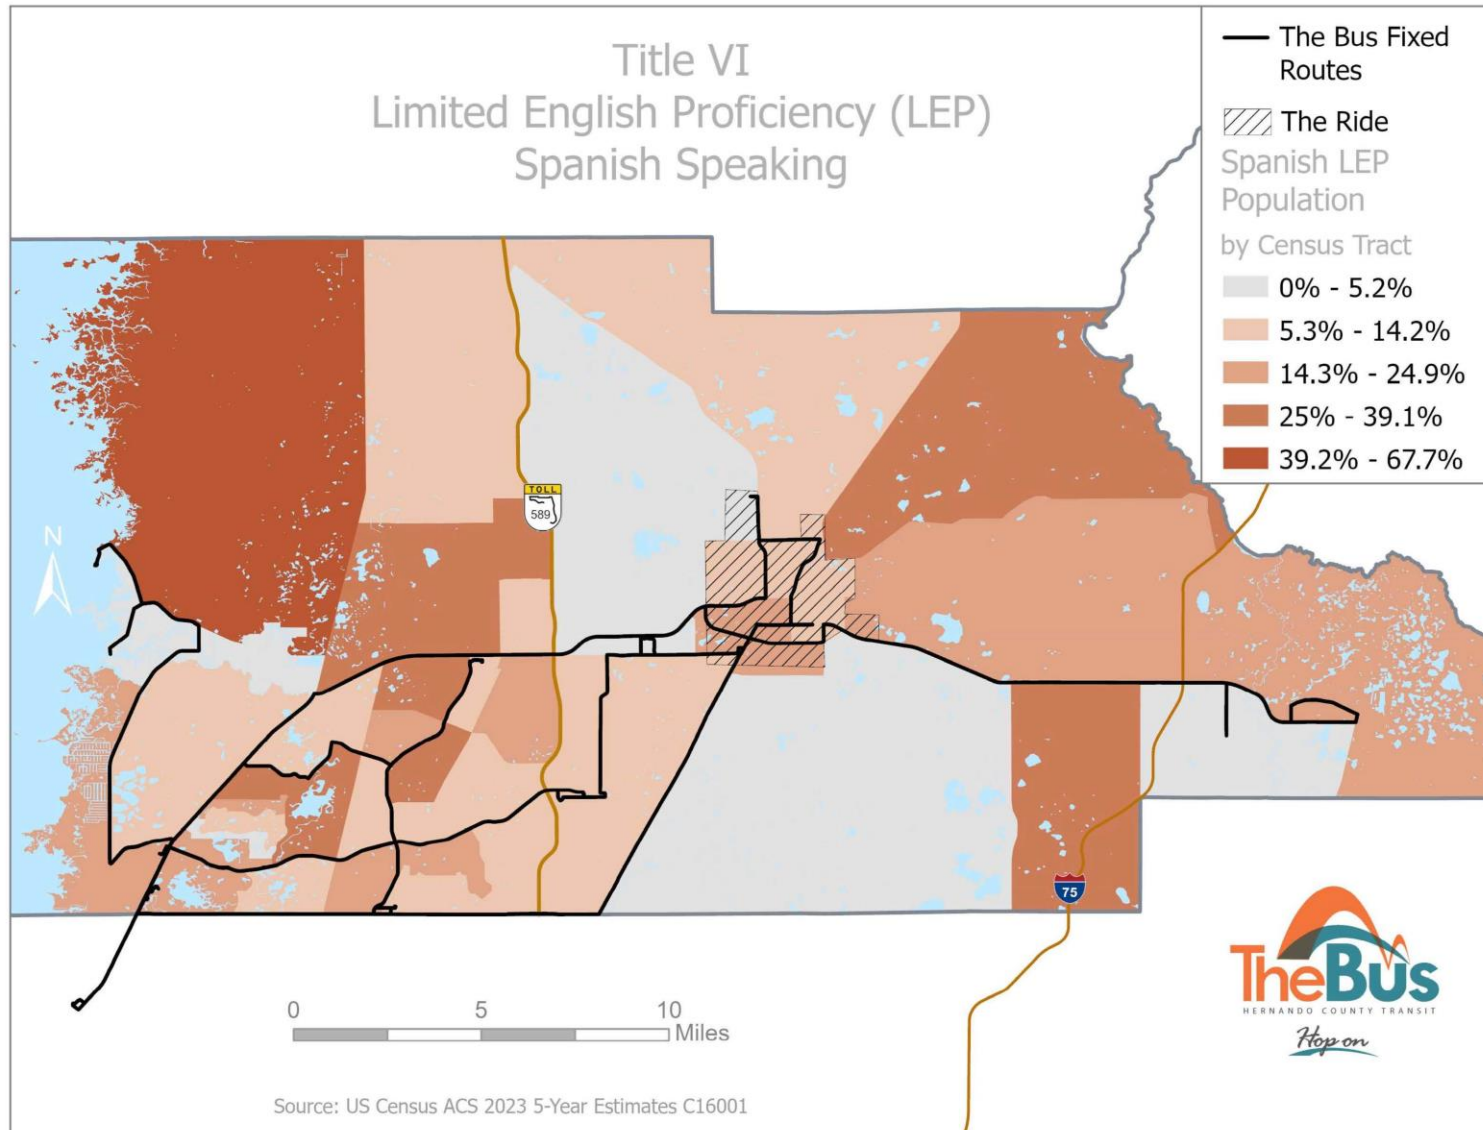 Title VI
Limited English Proficiency (LEP)
Spanish Speaking
The Bus Fixed
Routes
The Ride
Spanish LEP
Population
by Census Tract
0% - 5.2%
5.3% - 14.2%
14.3% - 24.9%
25% - 39.1%
39.2% - 67.7%
TOLL
589
N
75
TheBus
HERNANDO COUNTY TRANSIT
Hop on
0 5 10
Miles
Source: US Census ACS 2023 5-Year Estimates C16001